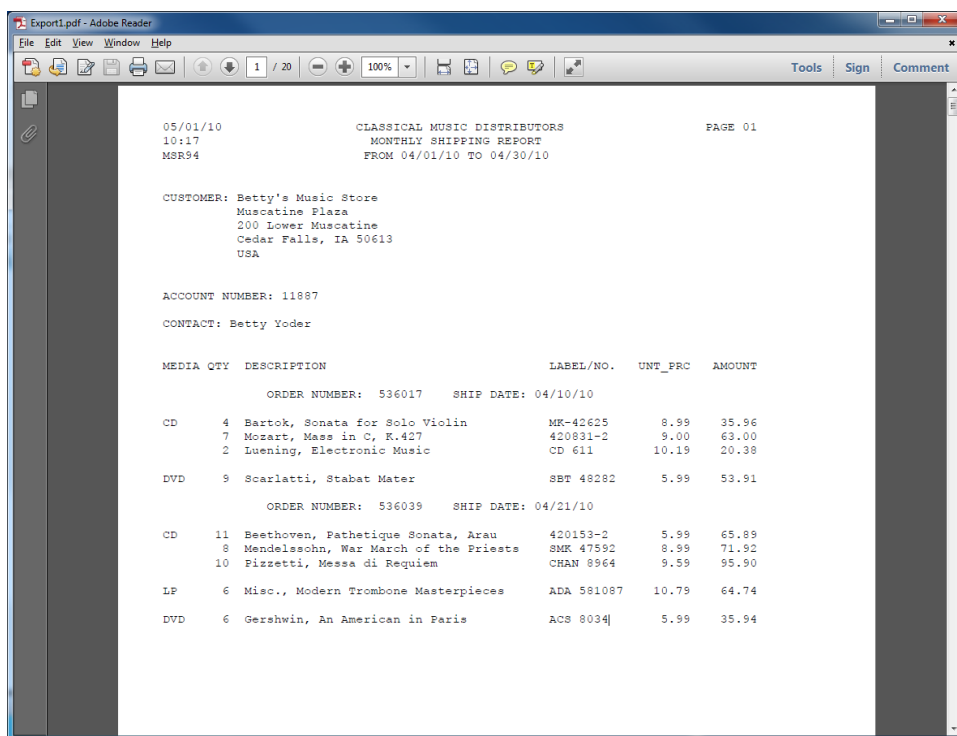 Export1.pdf - Adobe Reader
File Edit View Window Help
1 / 20 100% Tools Sign Comment
05/01/10 CLASSICAL MUSIC DISTRIBUTORS PAGE 01
10:17 MONTHLY SHIPPING REPORT
MSR94 FROM 04/01/10 TO 04/30/10
CUSTOMER: Betty's Music Store
Muscatine Plaza
200 Lower Muscatine
Cedar Falls, IA 50613
USA
ACCOUNT NUMBER: 11887
CONTACT: Betty Yoder
MEDIA QTY DESCRIPTION LABEL/NO. UNT_PRC AMOUNT
ORDER NUMBER: 536017 SHIP DATE: 04/10/10
CD 4 Bartok, Sonata for Solo Violin MK-42625 8.99 35.96
7 Mozart, Mass in C, K.427 420831-2 9.00 63.00
2 Luening, Electronic Music CD 611 10.19 20.38
DVD 9 Scarlatti, Stabat Mater SBT 48282 5.99 53.91
ORDER NUMBER: 536039 SHIP DATE: 04/21/10
CD 11 Beethoven, Pathetique Sonata, Arau 420153-2 5.99 65.89
8 Mendelssohn, War March of the Priests SMK 47592 8.99 71.92
10 Pizzetti, Messa di Requiem CHAN 8964 9.59 95.90
LP 6 Misc., Modern Trombone Masterpieces ADA 581087 10.79 64.74
DVD 6 Gershwin, An American in Paris ACS 8034 5.99 35.94